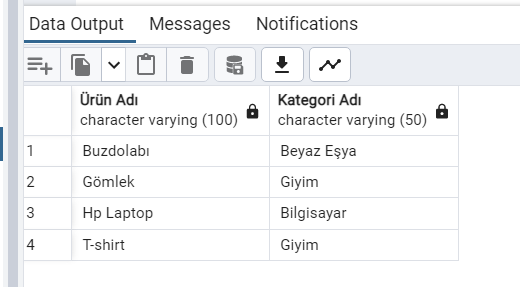 Data Output Messages Notifications
Ürün Adı Kategori Adı
character varying (100) character varying (50)
1 Buzdolabı Beyaz Eşya
2 Gömlek Giyim
3 Hp Laptop Bilgisayar
4 T-shirt Giyim